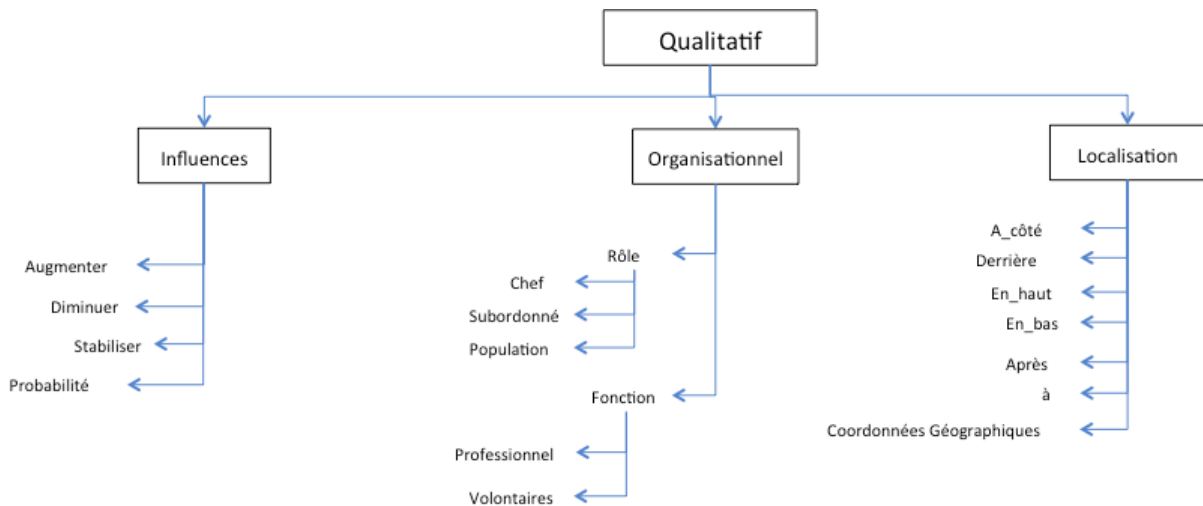 Qualitatif
Influences
Organisationnel
Localisation
Augmenter
Diminuer
Stabiliser
Probabilité
Rôle
Chef
Subordonné
Population
Fonction
Professionnel
Volontaires
A_côté
Derrière
En_haut
En_bas
Après
à
Coordonnées Géographiques